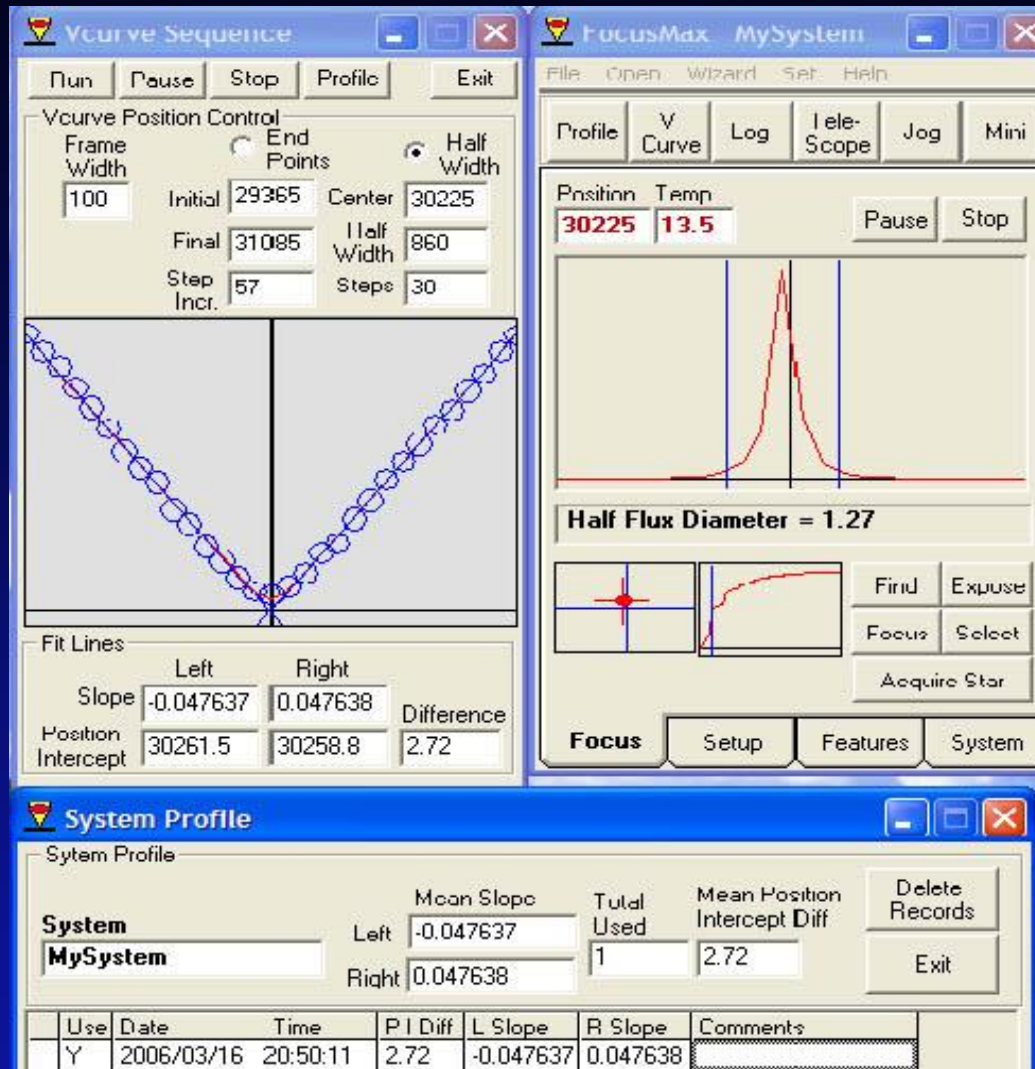 Vcurve Sequence
Run Pause Stop Profile Exit
Vcurve Position Control
Frame Width
100
End Points
Half Width
Initial 29365 Center 30225
Final 31085 Half Width 860
Step Incr. 57 Steps 30
Fit Lines
Left Right
Slope -0.047637 0.047638 Difference
Position Intercept 30261.5 30258.8 2.72
FocusMax MySystem
File Open Wizard Set Help
Profile V Curve Log Tele-Scope Jog Mini
Position Temp
30225 13.5 Pause Stop
Half Flux Diameter = 1.27
Find Expose
Focus Select
Acquire Star
Focus Setup Features System
System Profile
Sytem Profile
System
MySystem
Mean Slope
Left -0.047637
Right 0.047638
Total Used
1
Mean Position Intercept Diff
2.72
Delete Records
Exit
Use Date Time P I Diff L Slope R Slope Comments
Y 2006/03/16 20:50:11 2.72 -0.047637 0.047638